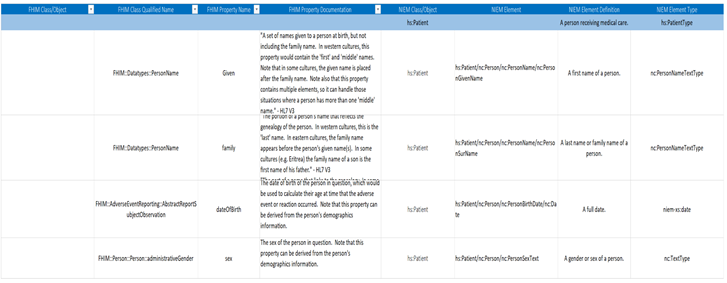 FHIM Class/Object FHIM Class Qualified Name FHIM Property Name FHIM Property Documentation NIEM Class/Object NIEM Element NIEM Element Definition NIEM Element Type
hs:Patient A person receiving medical care. hs:PatientType
FHIM::Datatypes::PersonName
Given
"A set of names given to a person at birth, but not
including the family name. In western cultures, this
property would contain the 'first' and 'middle' names.
Note that in some cultures, the given name is placed
after the family name. Note also that this property
contains multiple elements, so it can handle those
situations where a person has more than one 'middle'
name." - HL7 V3
hs:Patient
hs:Patient/nc:Person/nc:PersonName/nc:Perso
nGivenName
A first name of a person.
nc:PersonNameTextType
FHIM::Datatypes::PersonName
family
"The portion of a person's name that reflects the
genealogy of the person. In western cultures, this is the
'last' name. In eastern cultures, the family name
appears before the person's given name(s). In some
cultures (e.g. Eritrea) the family name of a son is the
first name of his father." - HL7 V3
hs:Patient
hs:Patient/nc:Person/nc:PersonName/nc:Perso
nSurName
A last name or family name of a
person.
nc:PersonNameTextType
FHIM::AdverseEventReporting::AbstractReportS
ubjectObservation
dateOfBirth
The date of birth of the person in question, which would
be used to calculate their age at time that the adverse
event or reaction occurred. Note that this property can
be derived from the person's demographics
information.
hs:Patient
hs:Patient/nc:Person/nc:PersonBirthDate/nc:Da
te
A full date.
niem-xs:date
FHIM::Person::Person::administrativeGender
sex
The sex of the person in question. Note that this
property can be derived from the person's
demographics information.
hs:Patient
hs:Patient/nc:Person/nc:PersonSexText
A gender or sex of a person.
nc:TextType